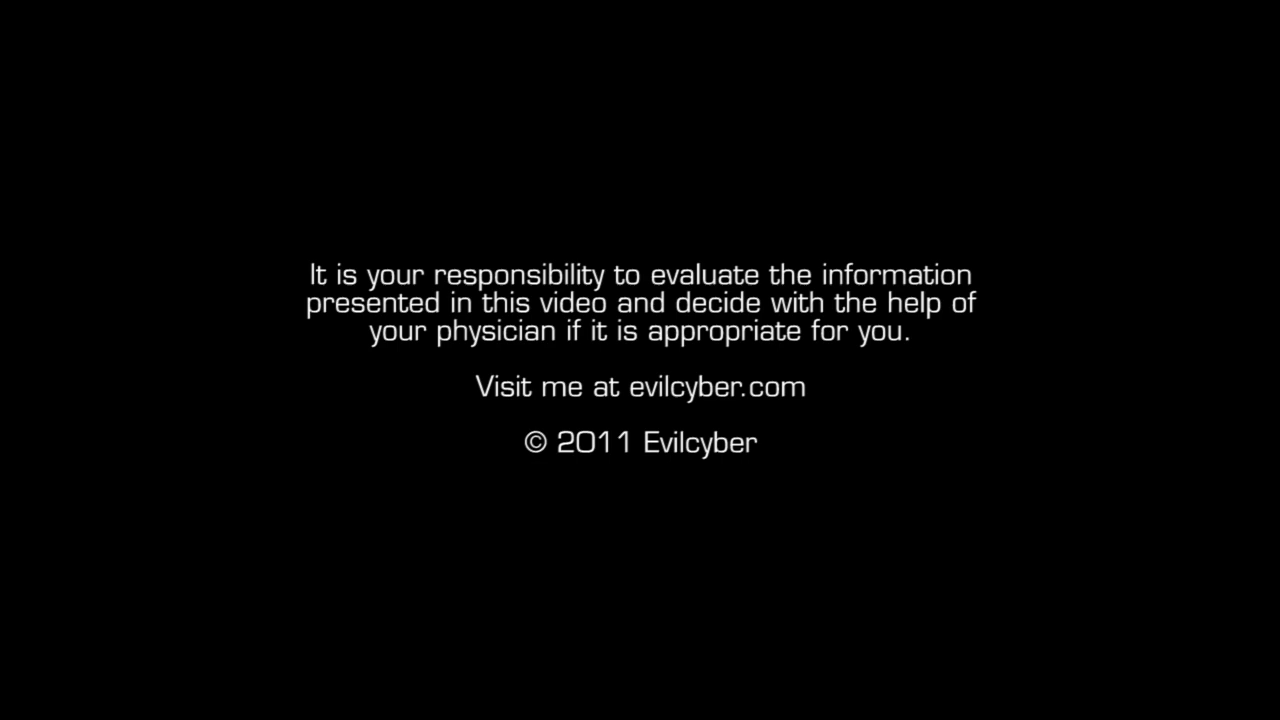 It is your responsibility to evaluate the information
presented in this video and decide with the help of
your physician if it is appropriate for you.
Visit me at evilcyber.com
© 2011 Evilcyber